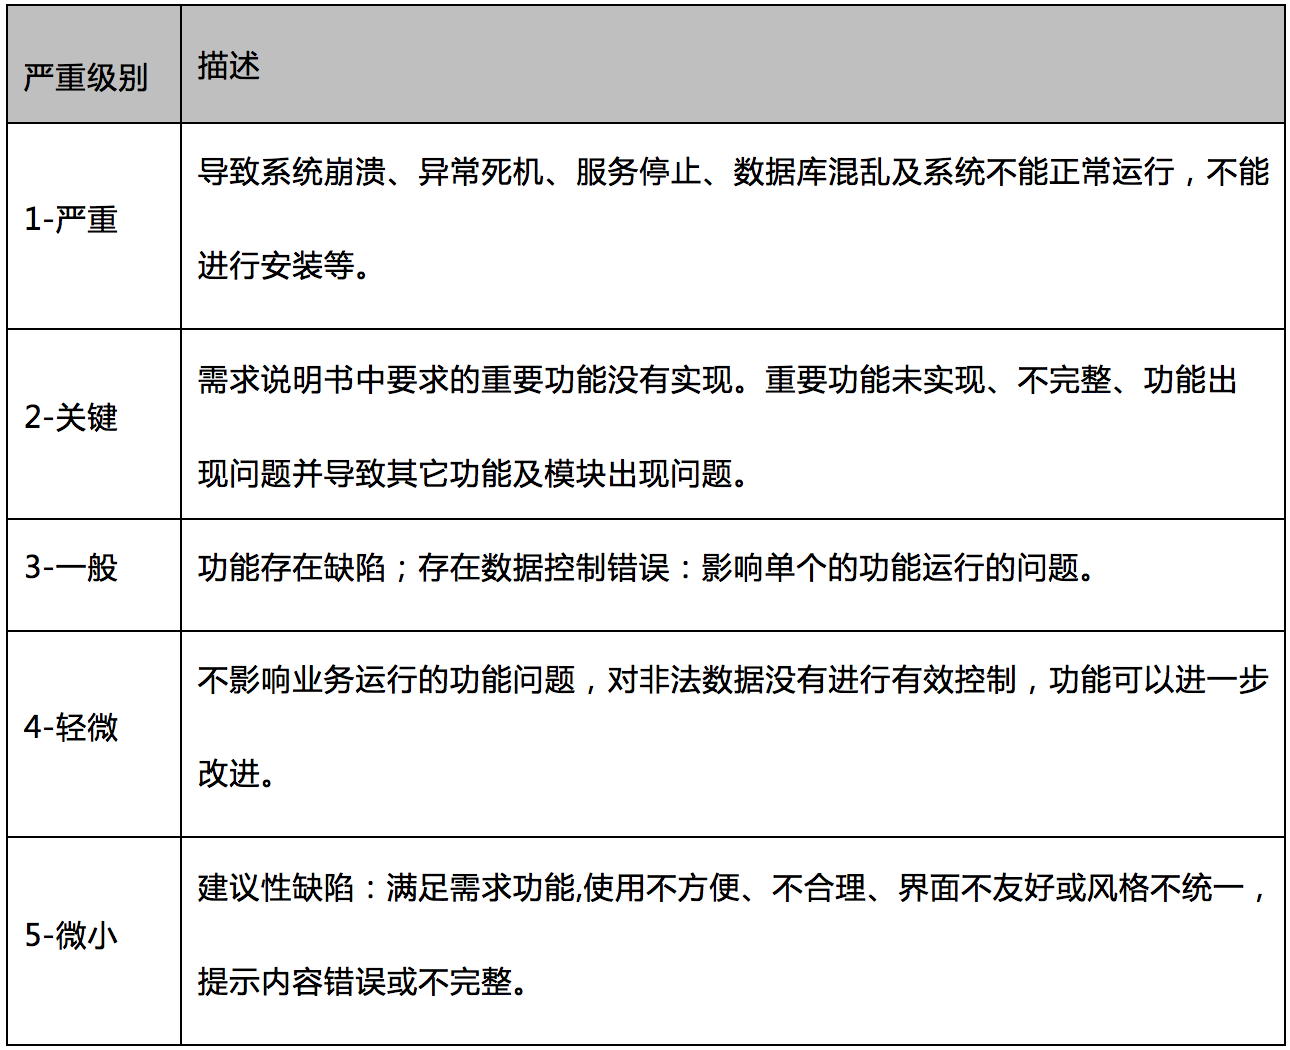 严重级别
描述
1-严重
导致系统崩溃、异常死机、服务停止、数据库混乱及系统不能正常运行，不能
进行安装等。
2-关键
需求说明书中要求的重要功能没有实现。重要功能未实现、不完整、功能出
现问题并导致其它功能及模块出现问题。
3-一般
功能存在缺陷；存在数据控制错误：影响单个的功能运行的问题。
4-轻微
不影响业务运行的功能问题，对非法数据没有进行有效控制，功能可以进一步
改进。
5-微小
建议性缺陷：满足需求功能,使用不方便、不合理、界面不友好或风格不统一，
提示内容错误或不完整。